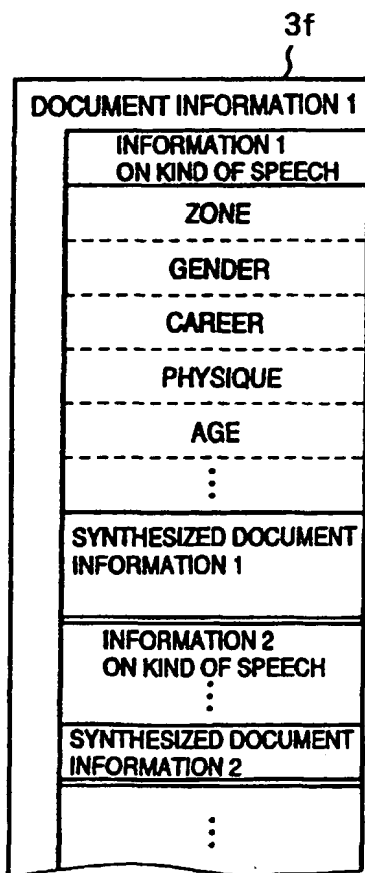 3f
DOCUMENT INFORMATION 1
INFORMATION 1
ON KIND OF SPEECH
ZONE
GENDER
CAREER
PHYSIQUE
AGE
⋮
SYNTHESIZED DOCUMENT
INFORMATION 1
INFORMATION 2
ON KIND OF SPEECH
⋮
SYNTHESIZED DOCUMENT
INFORMATION 2
⋮